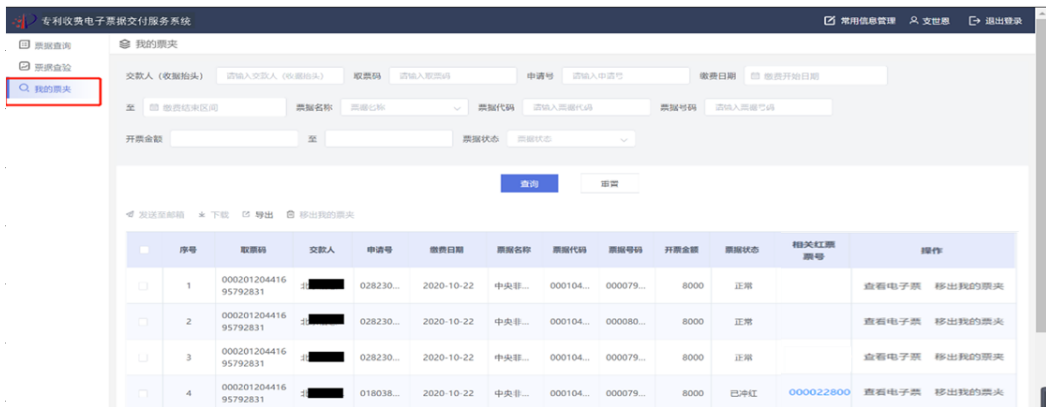 专利收费电子票据交付服务系统 常用信息管理 支世恩 退出登录
票据查询
票据查验
我的票夹
我的票夹
交款人（收据抬头） 请输入交款人（收据抬头） 取票码 请输入取票码 申请号 请输入申请号 缴费日期 缴费开始日期
至 缴费结束区间 票据名称 票据名称 票据代码 请输入票据代码 票据号码 请输入票据号码
开票金额 至 票据状态 票据状态
查询 重置
发送至邮箱 下载 导出 移出我的票夹
序号 取票码 交款人 申请号 缴费日期 票据名称 票据代码 票据号码 开票金额 票据状态 相关红票票号 操作
1 00020120441695792831 北 028230... 2020-10-22 中央非... 000104... 000079... 8000 正常 查看电子票 移出我的票夹
2 00020120441695792831 北 028230... 2020-10-22 中央非... 000104... 000080... 8000 正常 查看电子票 移出我的票夹
3 00020120441695792831 北 028230... 2020-10-22 中央非... 000104... 000079... 8000 正常 查看电子票 移出我的票夹
4 00020120441695792831 北 018038... 2020-10-22 中央非... 000104... 000079... 8000 已冲红 000022800 查看电子票 移出我的票夹